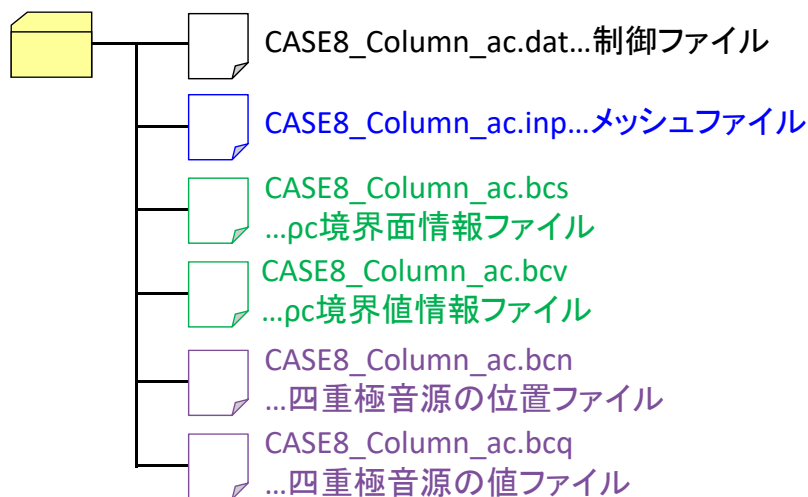 CASE8_Column_ac.dat...制御ファイル
CASE8_Column_ac.inp...メッシュファイル
CASE8_Column_ac.bcs
...ρc境界面情報ファイル
CASE8_Column_ac.bcv
...ρc境界値情報ファイル
CASE8_Column_ac.bcn
...四重極音源の位置ファイル
CASE8_Column_ac.bcq
...四重極音源の値ファイル